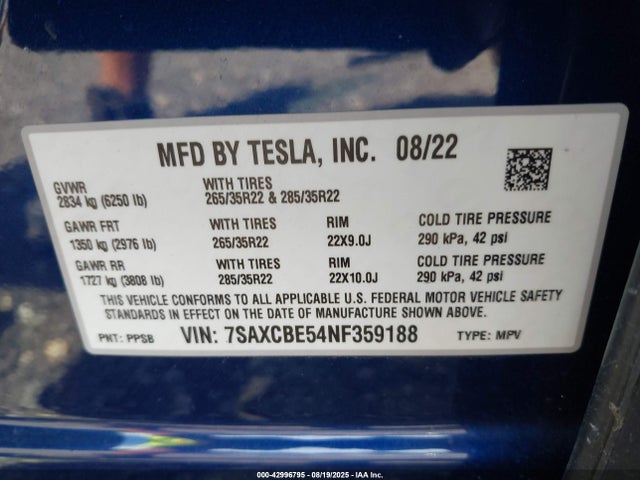 MFD BY TESLA, INC. 08/22
GVWR
2834 kg (6250 lb)
WITH TIRES
265/35R22 & 285/35R22
GAWR FRT
1350 kg (2976 lb)
WITH TIRES
265/35R22
RIM
22X9.0J
COLD TIRE PRESSURE
290 kPa, 42 psi
GAWR RR
1727 kg (3808 lb)
WITH TIRES
285/35R22
RIM
22X10.0J
COLD TIRE PRESSURE
290 kPa, 42 psi
THIS VEHICLE CONFORMS TO ALL APPLICABLE U.S. FEDERAL MOTOR VEHICLE SAFETY
STANDARDS IN EFFECT ON THE DATE OF MANUFACTURE SHOWN ABOVE.
PNT: PPSB VIN: 7SAXCBE54NF359188 TYPE: MPV
000-42996795 - 08/19/2025 - IAA Inc.